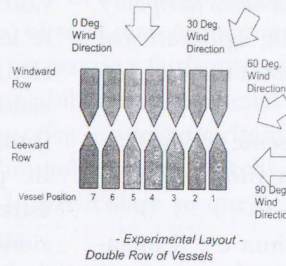 0 Deg.
Wind
Direction
30 Deg.
Wind
Direction
60 Deg.
Wind
Direction
Windward
Row
Leeward
Row
90 Deg.
Wind
Direction
Vessel Position 7 6 5 4 3 2 1
- Experimental Layout -
Double Row of Vessels